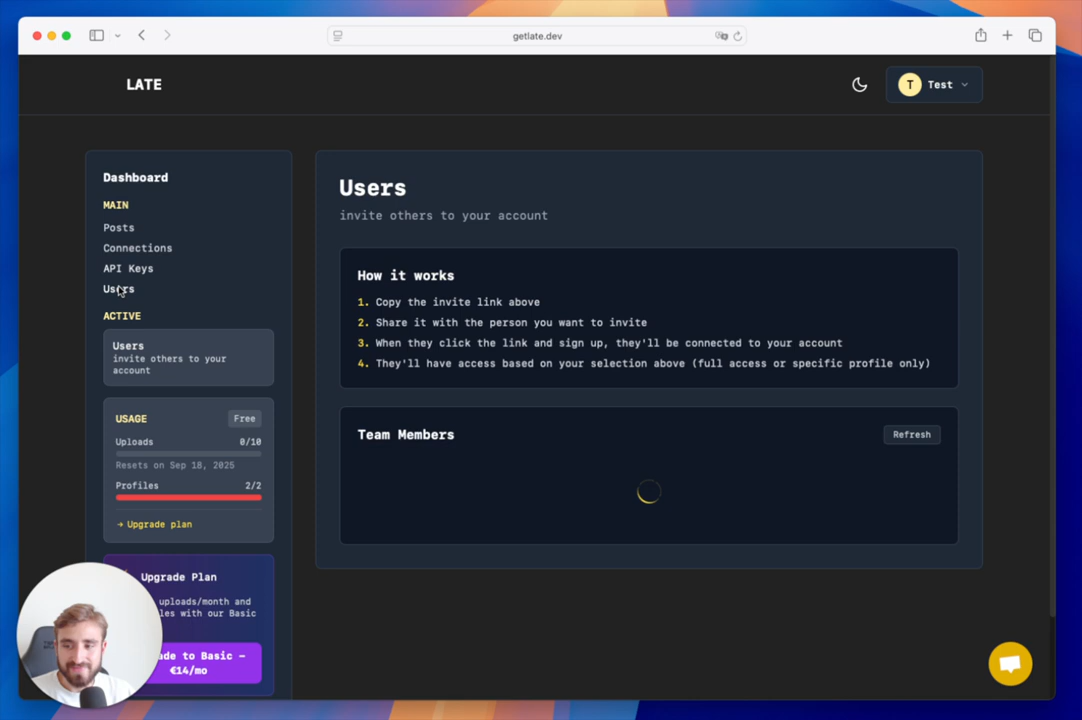 getlate.dev
LATE
T Test
Dashboard
MAIN
Posts
Connections
API Keys
Users
ACTIVE
Users
invite others to your
account
USAGE Free
Uploads 0/10
Resets on Sep 18, 2025
Profiles 2/2
→ Upgrade plan
Upgrade Plan
uploads/month and
with our Basic
to Basic –
€14/mo
Users
invite others to your account
How it works
1. Copy the invite link above
2. Share it with the person you want to invite
3. When they click the link and sign up, they'll be connected to your account
4. They'll have access based on your selection above (full access or specific profile only)
Team Members
Refresh